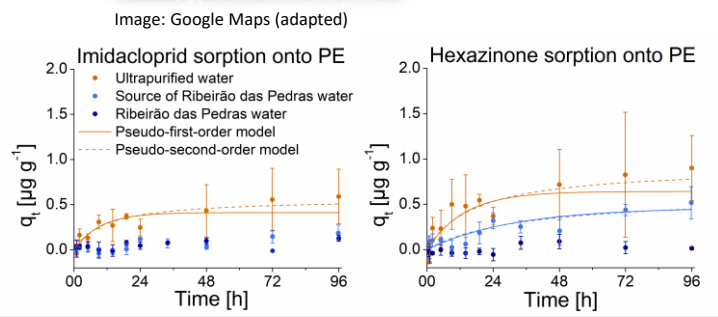 Image: Google Maps (adapted)
Imidacloprid sorption onto PE
2.0
1.5
1.0
0.5
0.0
qt [µg g-1]
Ultrapurified water
Source of Ribeirão das Pedras water
Ribeirão das Pedras water
Pseudo-first-order model
Pseudo-second-order model
00 24 48 72 96
Time [h]
Hexazinone sorption onto PE
2.0
1.5
1.0
0.5
0.0
qt [µg g-1]
00 24 48 72 96
Time [h]